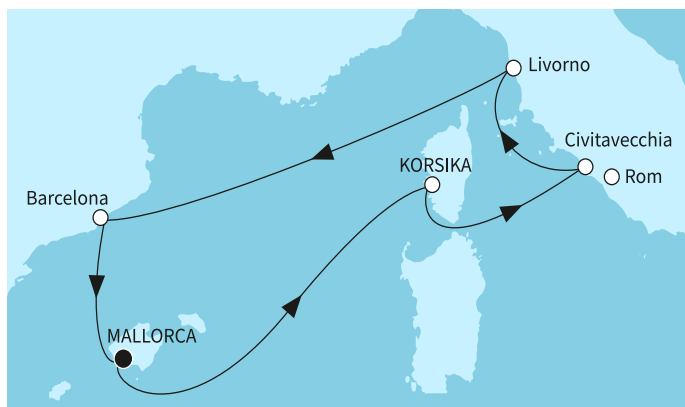 Livorno
Civitavecchia
KORSIKA
Rom
Barcelona
MALLORCA